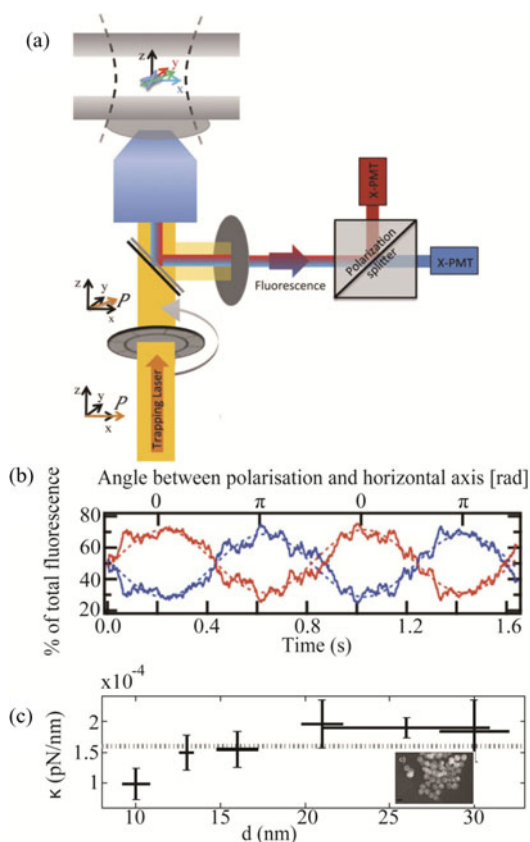 (a)
z
y
x
X-PMT
Polarization
splitter
X-PMT
Fluorescence
z
y
P
x
z
y
P
x
Trapping Laser
(b)
Angle between polarisation and horizontal axis [rad]
0 π 0 π
% of total fluorescence
80
60
40
20
0 0.4 0.8 1.2 1.6
Time (s)
(c)
x10⁻⁴
κ (pN/nm)
2
1.5
1
10 15 20 25 30
d (nm)